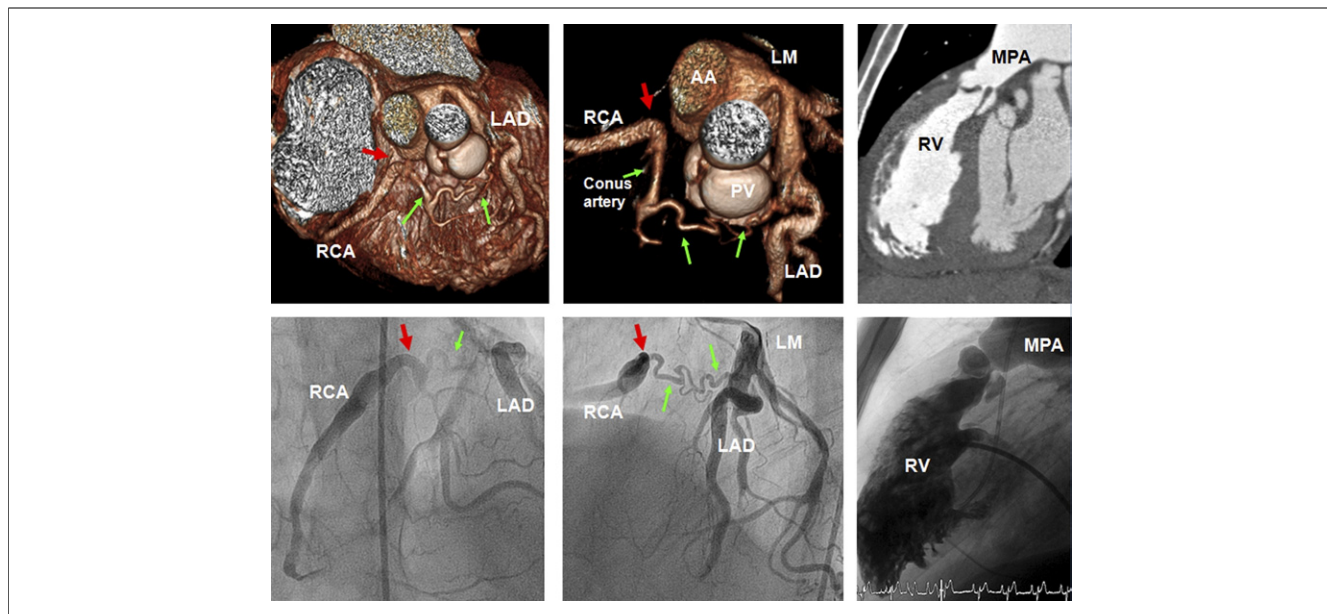 LAD
RCA
LM
AA
RCA
Conus
artery
PV
LAD
MPA
RV
RCA
LAD
LM
RCA
LAD
MPA
RV